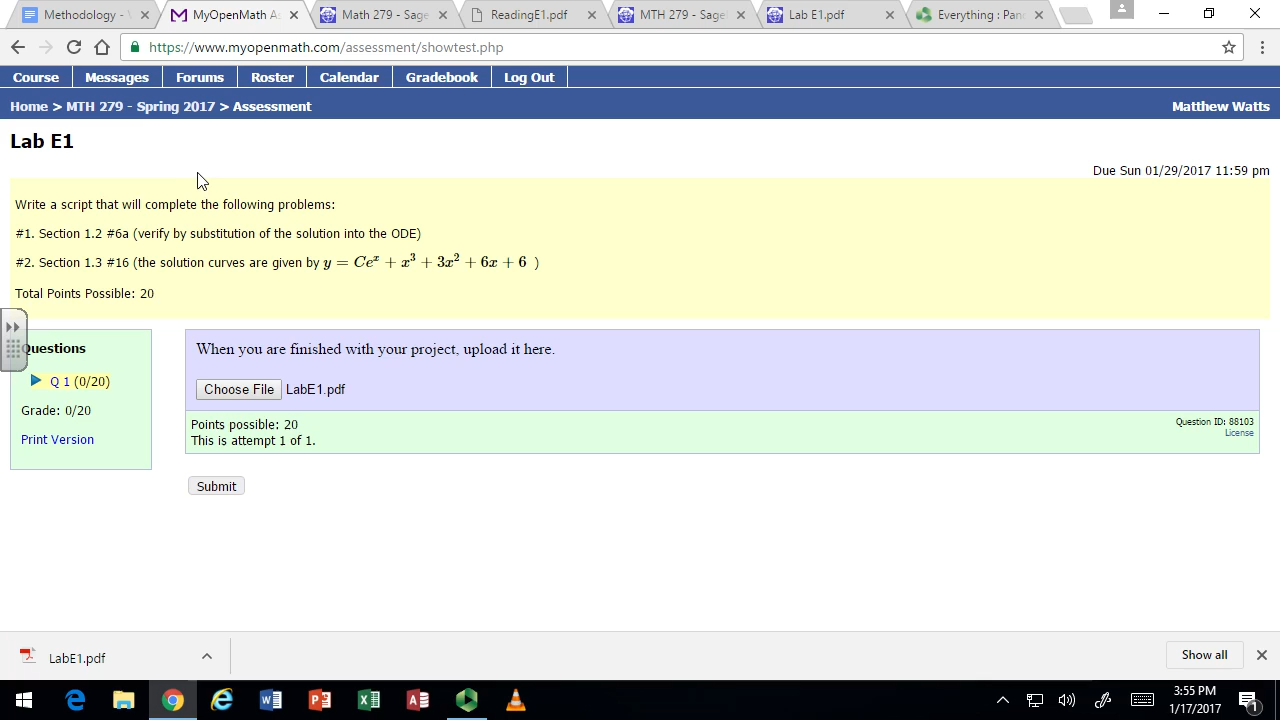 Methodology - V
MyOpenMath As
Math 279 - Sage
ReadingE1.pdf
MTH 279 - Sage
Lab E1.pdf
Everything : Pan
https://www.myopenmath.com/assessment/showtest.php
Course Messages Forums Roster Calendar Gradebook Log Out
Home > MTH 279 - Spring 2017 > Assessment Matthew Watts
Lab E1
Due Sun 01/29/2017 11:59 pm
Write a script that will complete the following problems:
#1. Section 1.2 #6a (verify by substitution of the solution into the ODE)
#2. Section 1.3 #16 (the solution curves are given by y = Ceˣ + x³ + 3x² + 6x + 6 )
Total Points Possible: 20
Questions
Q 1 (0/20)
Grade: 0/20
Print Version
When you are finished with your project, upload it here.
Choose File LabE1.pdf
Points possible: 20
This is attempt 1 of 1.
Question ID: 88103
License
Submit
LabE1.pdf
Show all
3:55 PM
1/17/2017
1